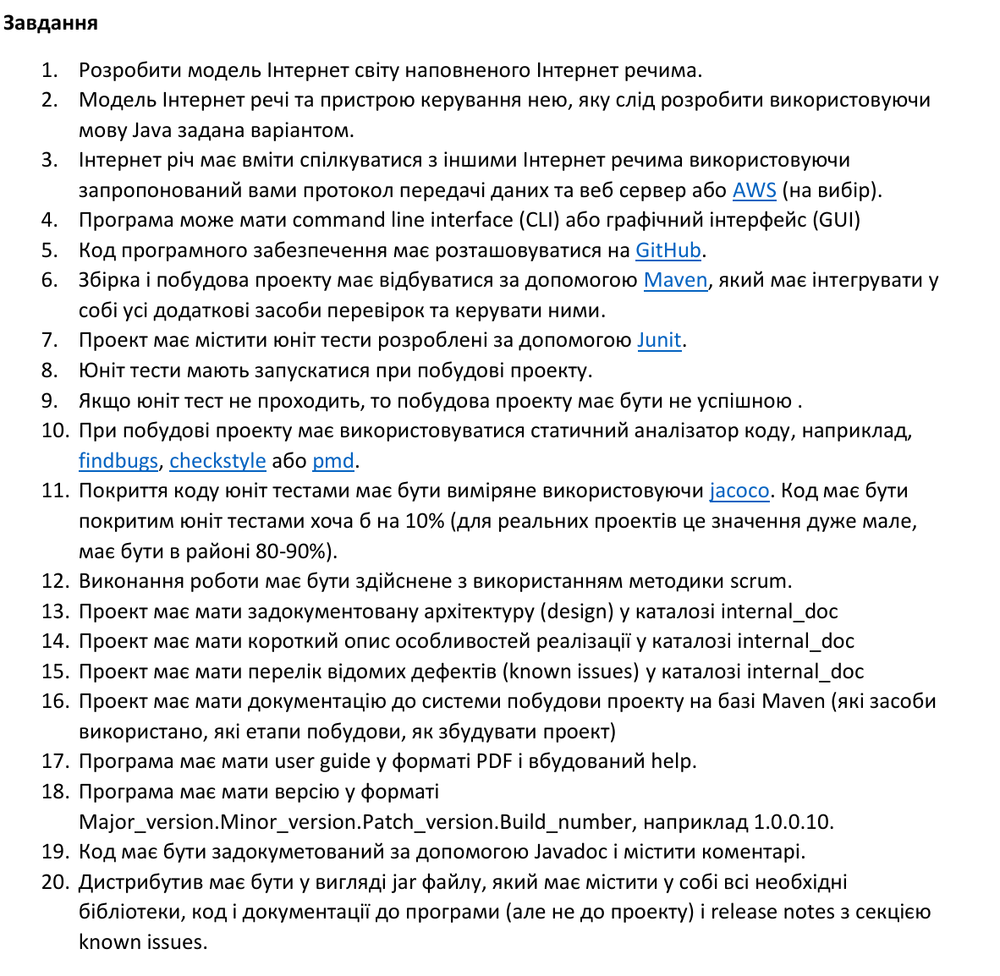 Завдання
1. Розробити модель Інтернет світу наповненого Інтернет речима.
2. Модель Інтернет речі та пристрою керування нею, яку слід розробити використовуючи
мову Java задана варіантом.
3. Інтернет річ має вміти спілкуватися з іншими Інтернет речима використовуючи
запропонований вами протокол передачі даних та веб сервер або AWS (на вибір).
4. Програма може мати command line interface (CLI) або графічний інтерфейс (GUI)
5. Код програмного забезпечення має розташовуватися на GitHub.
6. Збірка і побудова проекту має відбуватися за допомогою Maven, який має інтегрувати у
собі усі додаткові засоби перевірок та керувати ними.
7. Проект має містити юніт тести розроблені за допомогою Junit.
8. Юніт тести мають запускатися при побудові проекту.
9. Якщо юніт тест не проходить, то побудова проекту має бути не успішною .
10. При побудові проекту має використовуватися статичний аналізатор коду, наприклад,
findbugs, checkstyle або pmd.
11. Покриття коду юніт тестами має бути виміряне використовуючи jacoco. Код має бути
покритим юніт тестами хоча б на 10% (для реальних проектів це значення дуже мале,
має бути в районі 80-90%).
12. Виконання роботи має бути здійснене з використанням методики scrum.
13. Проект має мати задокументовану архітектуру (design) у каталозі internal_doc
14. Проект має мати короткий опис особливостей реалізації у каталозі internal_doc
15. Проект має мати перелік відомих дефектів (known issues) у каталозі internal_doc
16. Проект має мати документацію до системи побудови проекту на базі Maven (які засоби
використано, які етапи побудови, як збудувати проект)
17. Програма має мати user guide у форматі PDF і вбудований help.
18. Програма має мати версію у форматі
Major_version.Minor_version.Patch_version.Build_number, наприклад 1.0.0.10.
19. Код має бути задокуметований за допомогою Javadoc і містити коментарі.
20. Дистрибутив має бути у вигляді jar файлу, який має містити у собі всі необхідні
бібліотеки, код і документації до програми (але не до проекту) і release notes з секцією
known issues.